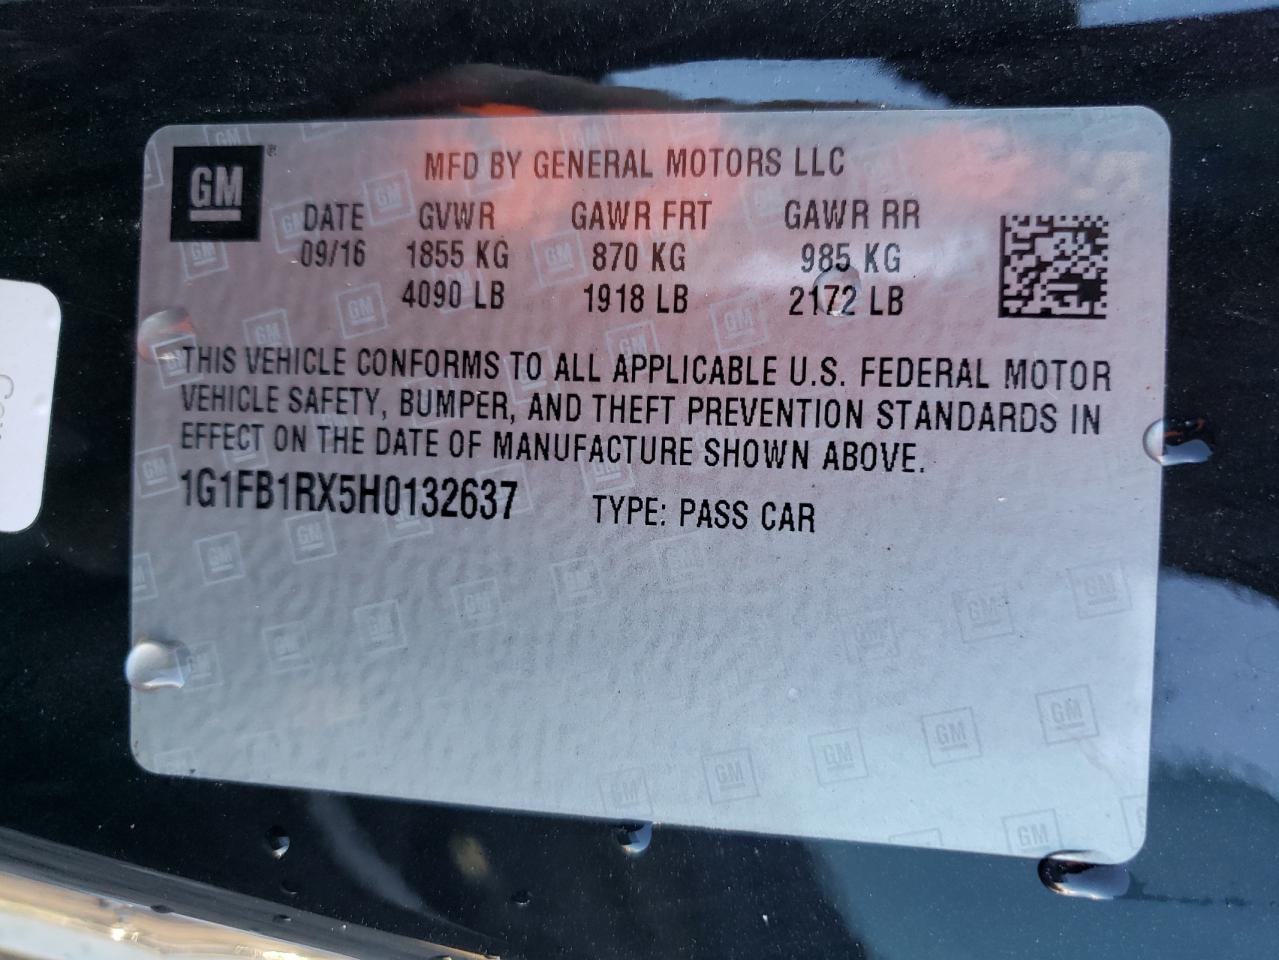 GM
MFD BY GENERAL MOTORS LLC
DATE GVWR GAWR FRT GAWR RR
09/16 1855 KG 870 KG 985 KG
4090 LB 1918 LB 2172 LB
THIS VEHICLE CONFORMS TO ALL APPLICABLE U.S. FEDERAL MOTOR
VEHICLE SAFETY, BUMPER, AND THEFT PREVENTION STANDARDS IN
EFFECT ON THE DATE OF MANUFACTURE SHOWN ABOVE.
1G1FB1RX5H0132637 TYPE: PASS CAR